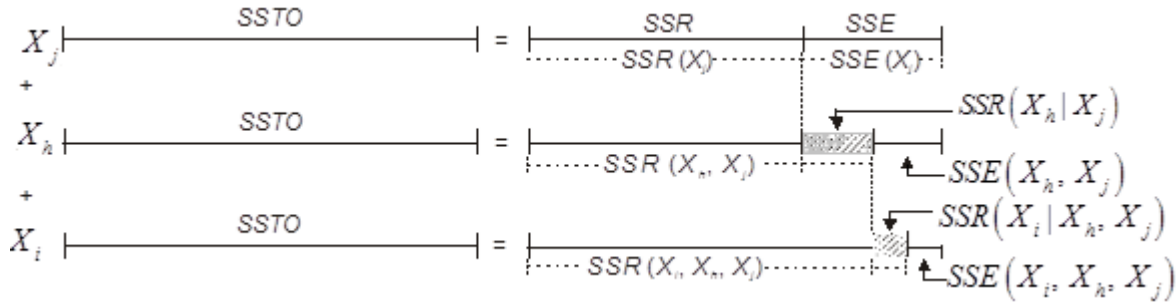 X_j SSTO = SSR SSE
SSR (X_j) SSE (X_j)
+
X_h SSTO = SSR(X_h | X_j)
SSR (X_h, X_j) SSE(X_h, X_j)
+
X_i SSTO = SSR(X_i | X_h, X_j)
SSR (X_i, X_h, X_j) SSE(X_i, X_h, X_j)